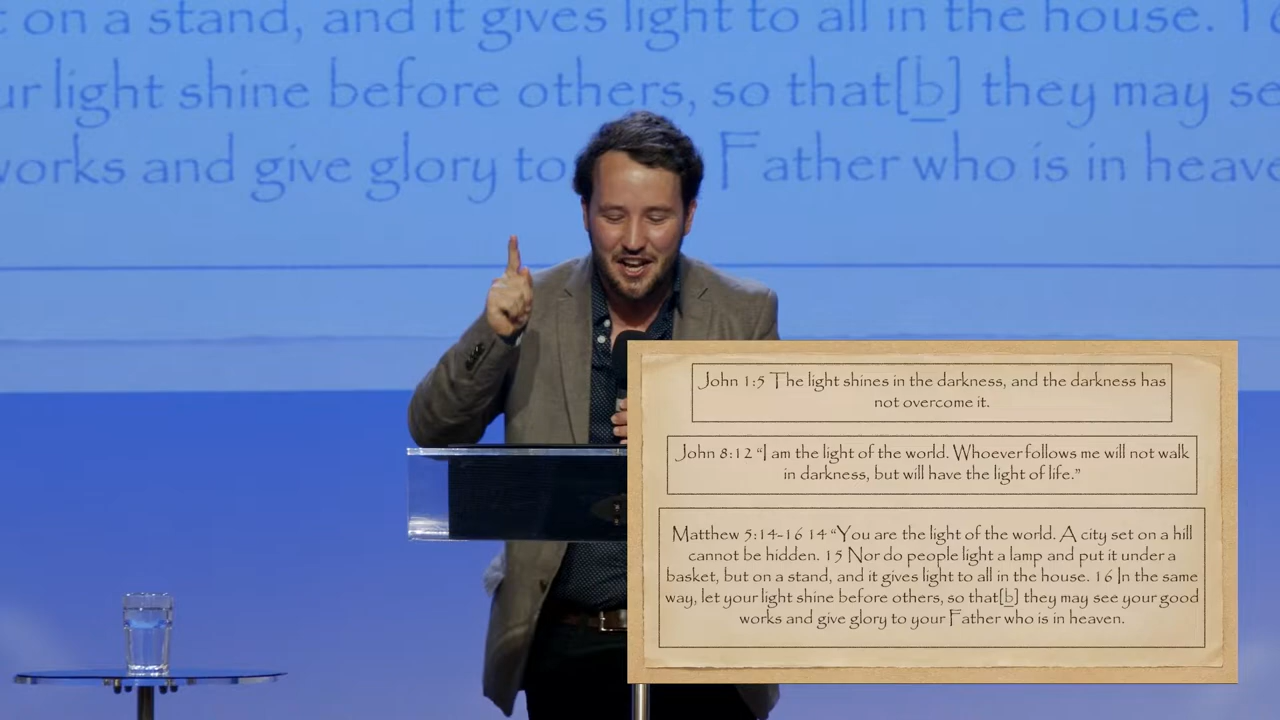 on a stand, and it gives light to all in the house.
light shine before others, so that[b] they may
and give glory to Father who is in
John 1:5 The light shines in the darkness, and the darkness has
not overcome it.
John 8:12 “I am the light of the world. Whoever follows me will not walk
in darkness, but will have the light of life.”
Matthew 5:14-16 14 “You are the light of the world. A city set on a hill
cannot be hidden. 15 Nor do people light a lamp and put it under a
basket, but on a stand, and it gives light to all in the house. 16 In the same
way, let your light shine before others, so that[b] they may see your good
works and give glory to your Father who is in heaven.